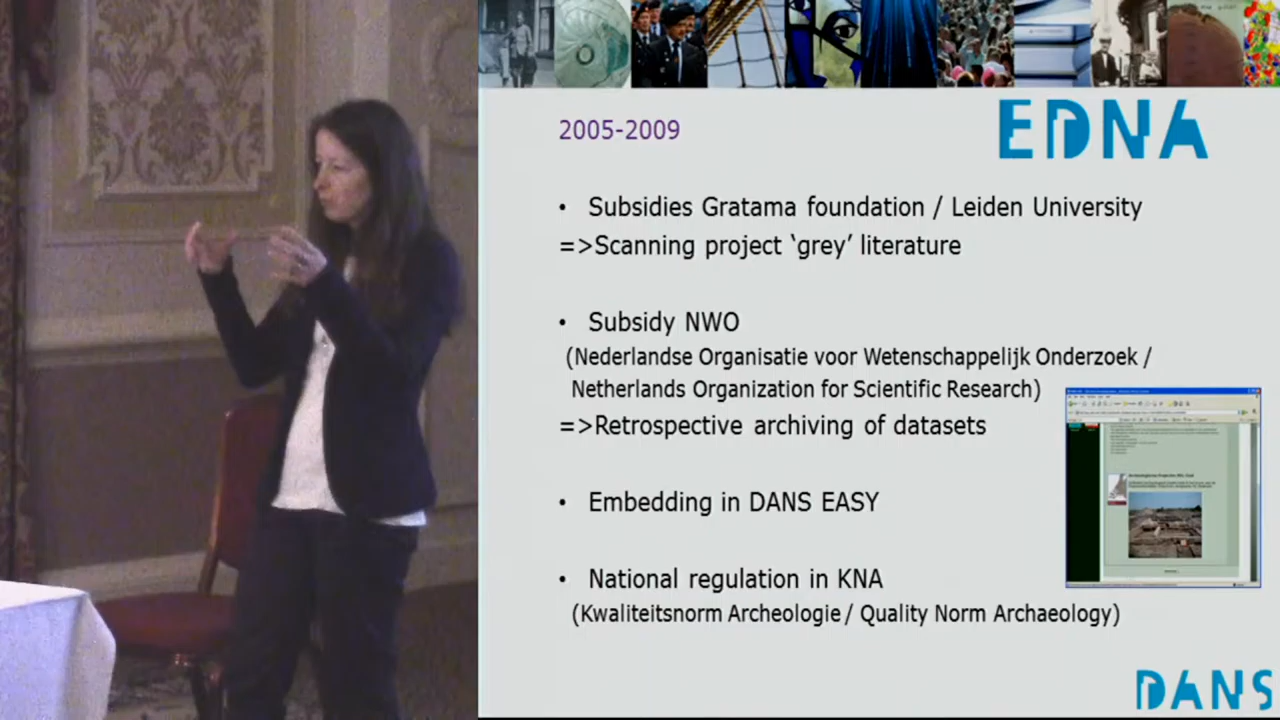 EDNA
2005-2009
• Subsidies Gratama foundation / Leiden University
=>Scanning project ‘grey’ literature
• Subsidy NWO
(Nederlandse Organisatie voor Wetenschappelijk Onderzoek /
Netherlands Organization for Scientific Research)
=>Retrospective archiving of datasets
• Embedding in DANS EASY
• National regulation in KNA
(Kwaliteitsnorm Archeologie / Quality Norm Archaeology)
DANS